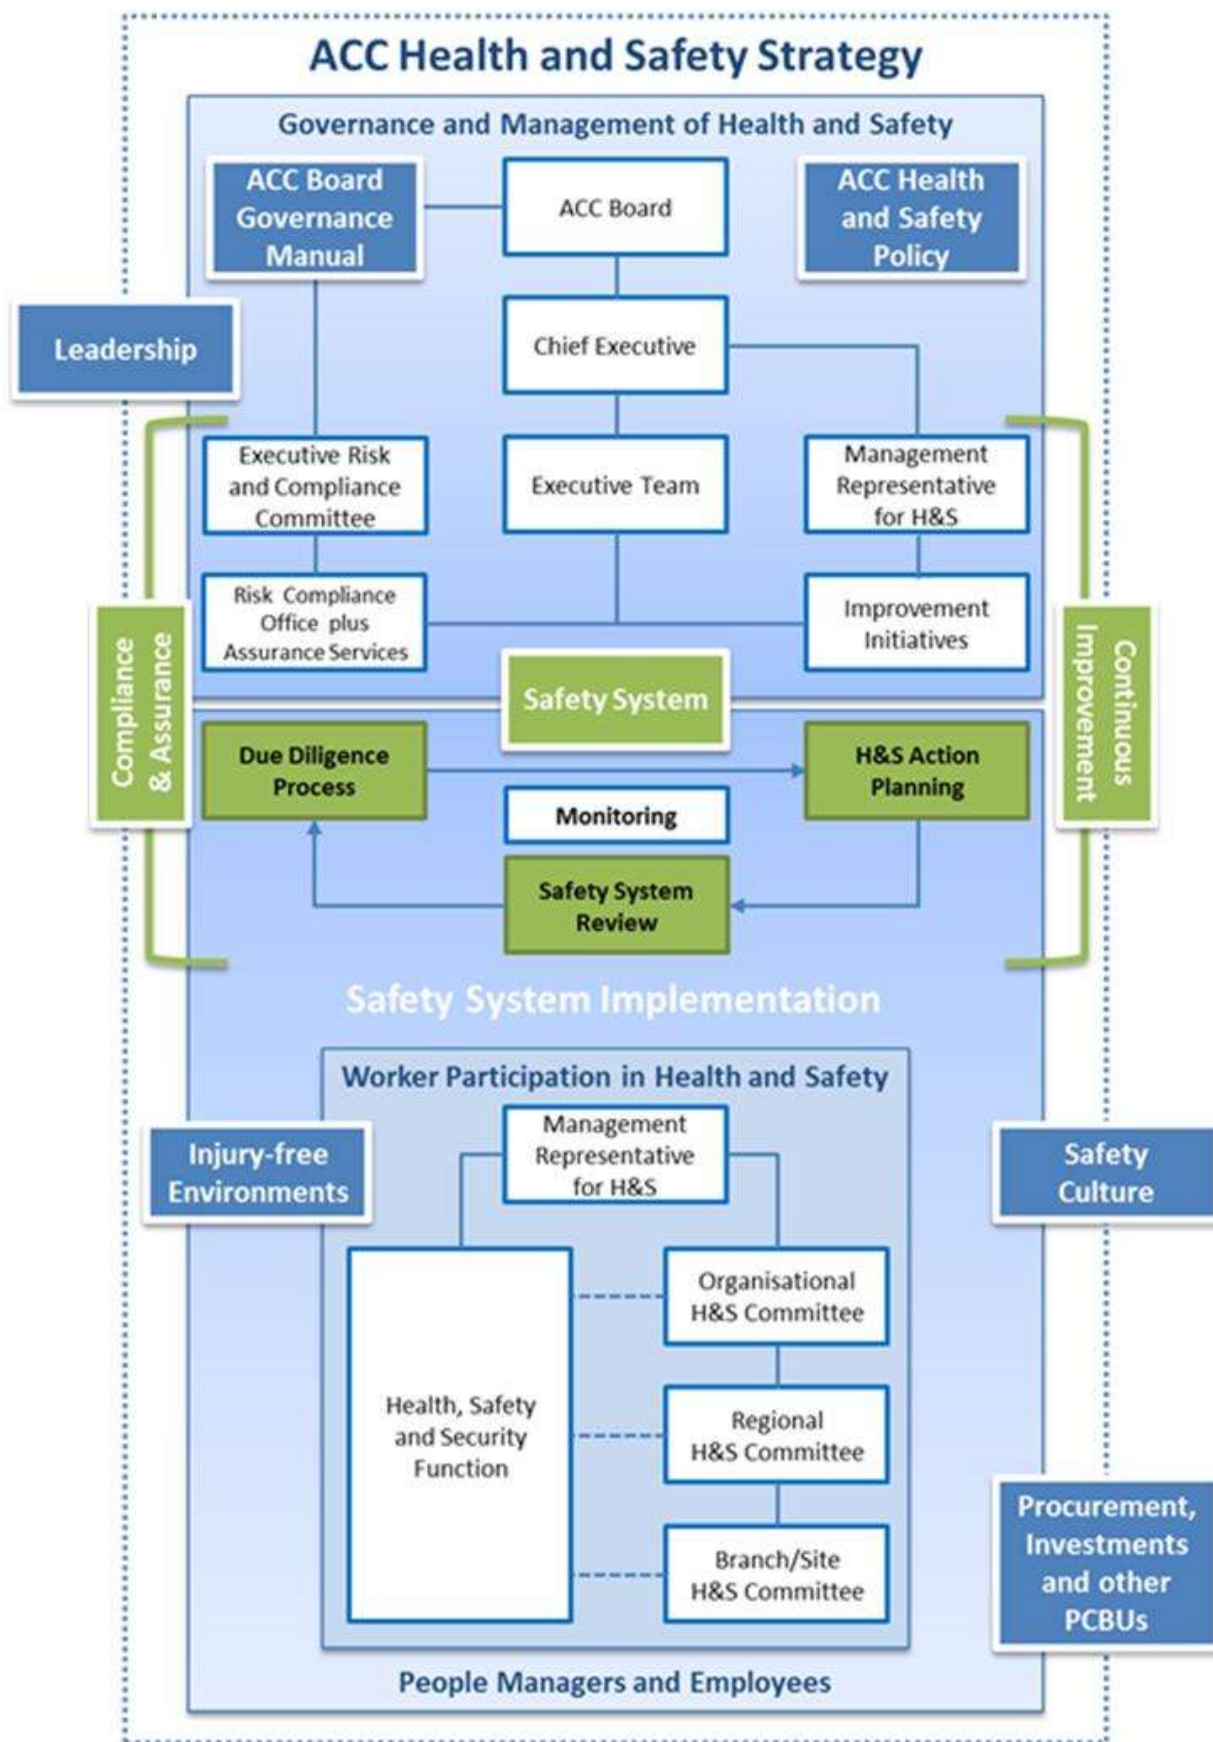 ACC Health and Safety Strategy
Governance and Management of Health and Safety
ACC Board
Governance
Manual
ACC Board
ACC Health
and Safety
Policy
Leadership
Chief Executive
Executive Risk
and Compliance
Committee
Executive Team
Management
Representative
for H&S
Risk Compliance
Office plus
Assurance Services
Improvement
Initiatives
Compliance
& Assurance
Safety System
Continuous
Improvement
Due Diligence
Process
H&S Action
Planning
Monitoring
Safety System
Review
Safety System Implementation
Worker Participation in Health and Safety
Management
Representative
for H&S
Injury-free
Environments
Safety
Culture
Organisational
H&S Committee
Health, Safety
and Security
Function
Regional
H&S Committee
Branch/Site
H&S Committee
Procurement,
Investments
and other
PCBUs
People Managers and Employees